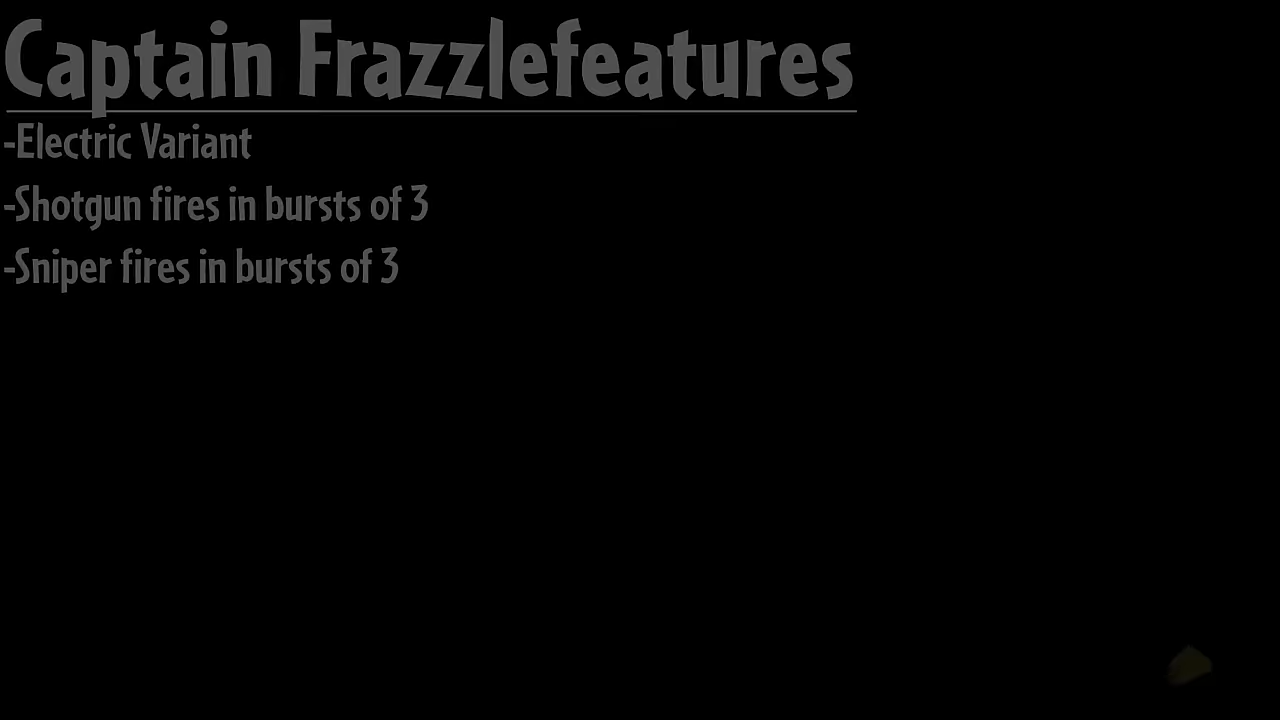 Captain Frazzlefeatures
-Electric Variant
-Shotgun fires in bursts of 3
-Sniper fires in bursts of 3